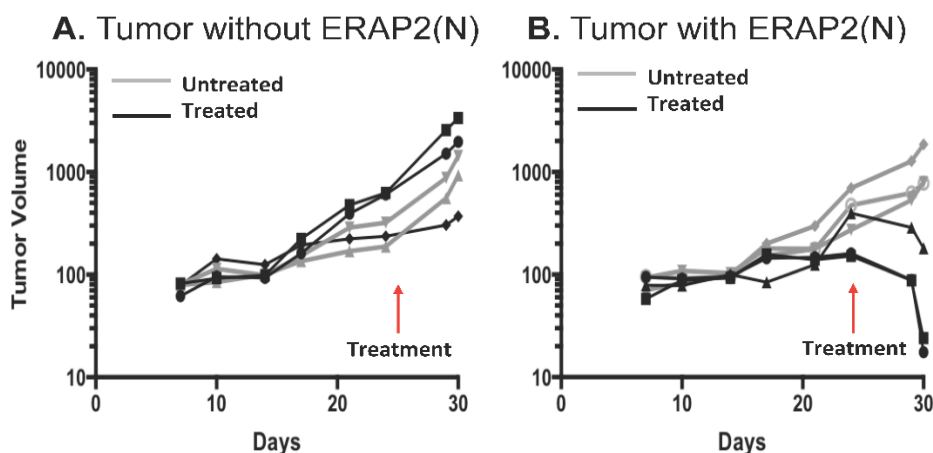 A. Tumor without ERAP2(N)
B. Tumor with ERAP2(N)
Tumor Volume
10000
1000
100
10
Untreated
Treated
Treatment
0
10
20
30
Days
10000
1000
100
10
Untreated
Treated
Treatment
0
10
20
30
Days